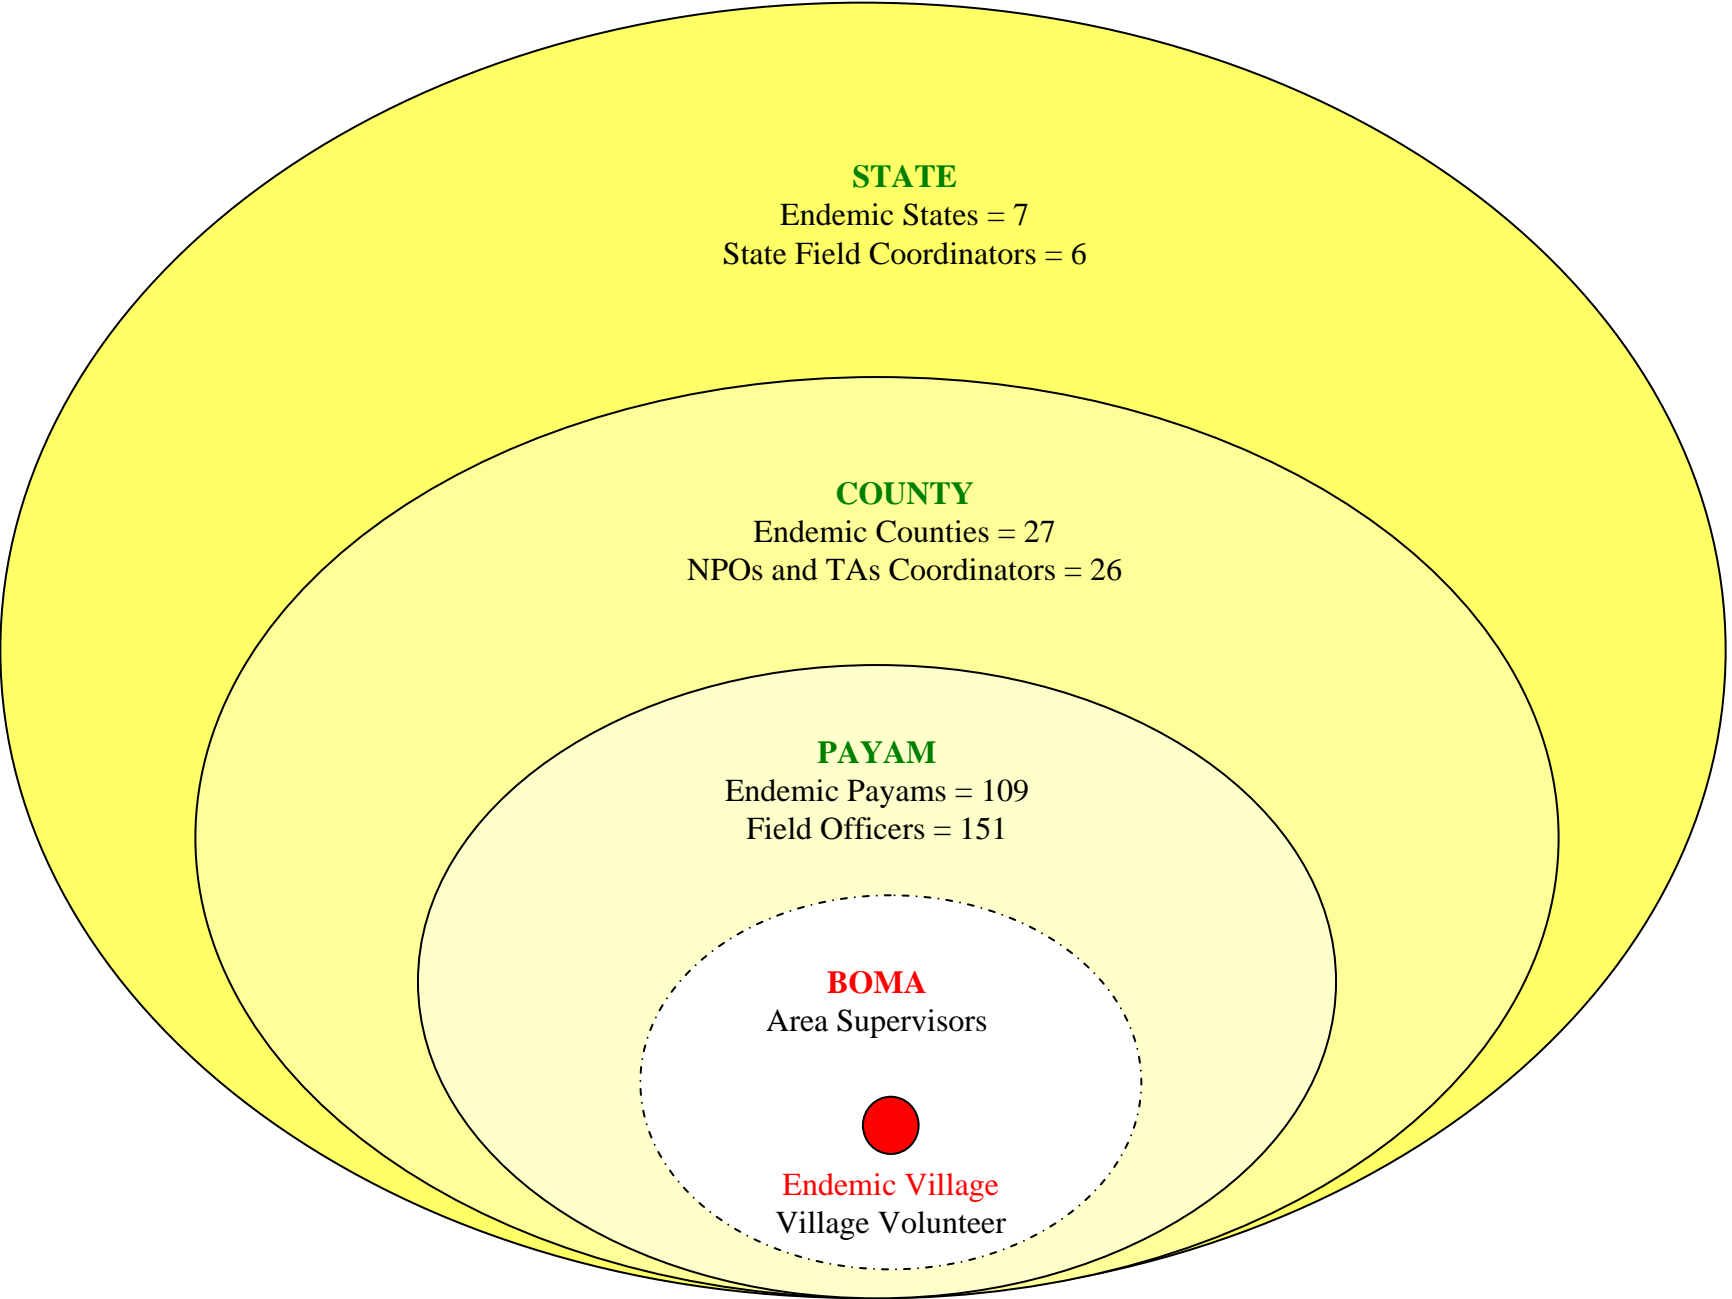 STATE
Endemic States = 7
State Field Coordinators = 6
COUNTY
Endemic Counties = 27
NPOs and TAs Coordinators = 26
PAYAM
Endemic Payams = 109
Field Officers = 151
BOMA
Area Supervisors
Endemic Village
Village Volunteer